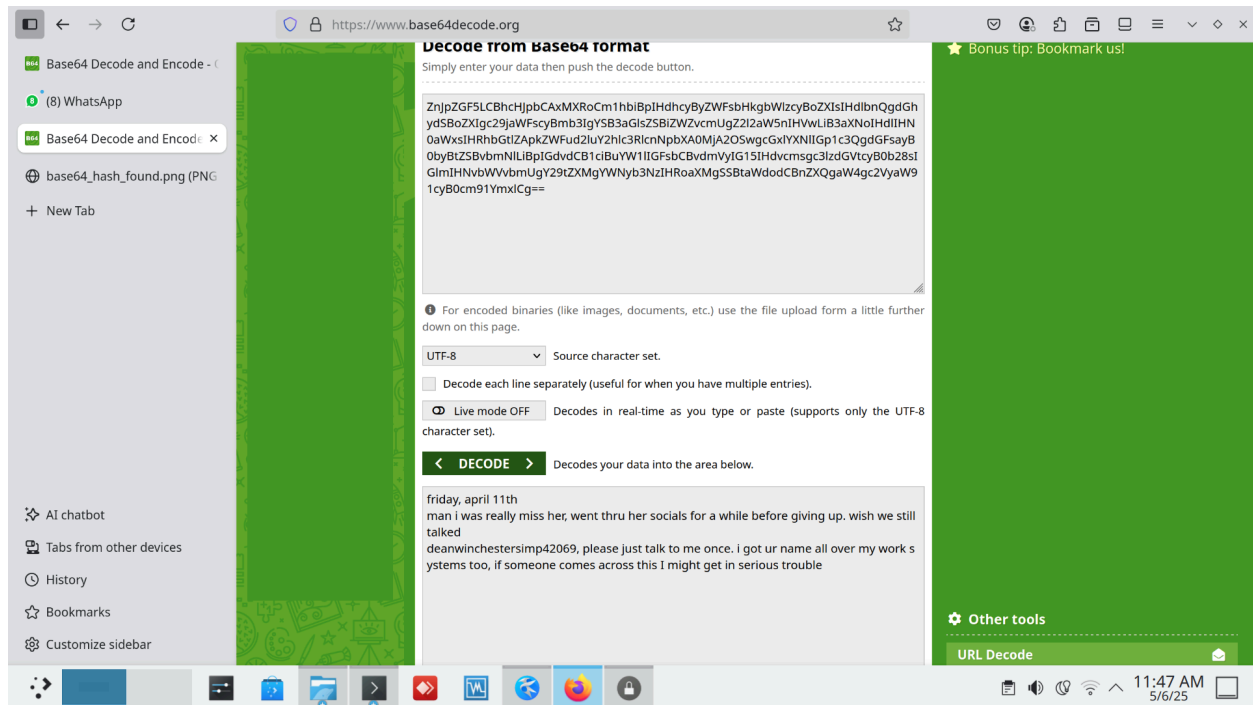 https://www.base64decode.org
Base64 Decode and Encode -
(8) WhatsApp
Base64 Decode and Encode
base64_hash_found.png (PNG
New Tab
AI chatbot
Tabs from other devices
History
Bookmarks
Customize sidebar
Decode from Base64 format
Simply enter your data then push the decode button.
ZnJpZGF5LCBhcHJpbCAxMXRoCm1hbiBpIHdhcyByZWFsbHkgbWlzcyBoZXIsIHdlbnQgdGh
ydSBoZXIgc29jaWFscyBmb3IgYSB3aGlsZSBiZWZvcmUgZ2l2aW5nIHVwLiB3aXNoIHdlIHN
0aWxsIHRhbGtlZApkZWFud2luY2hlc3RlcnNpbXA0MjA2OSwgcGxlYXNlIGp1c3QgdGFsayB
0byBtZSBvbmNlLiBpIGdvdCB1ciBuYW1lIGFsbCBvdmVyIG15IHdvcmsgc3lzdGVtcyB0b28sI
GlmIHNvbWVvbmUgY29tZXMgYWNyb3NzIHRoaXMgSSBtaWdodCBnZXQgaW4gc2VyaW9
1cyB0cm91YmxlCg==
For encoded binaries (like images, documents, etc.) use the file upload form a little further
down on this page.
UTF-8
Source character set.
Decode each line separately (useful for when you have multiple entries).
Live mode OFF
Decodes in real-time as you type or paste (supports only the UTF-8
character set).
DECODE
Decodes your data into the area below.
friday, april 11th
man i was really miss her, went thru her socials for a while before giving up. wish we still
talked
deanwinchestersimp42069, please just talk to me once. i got ur name all over my work s
ystems too, if someone comes across this I might get in serious trouble
Bonus tip: Bookmark us!
Other tools
URL Decode
11:47 AM
5/6/25